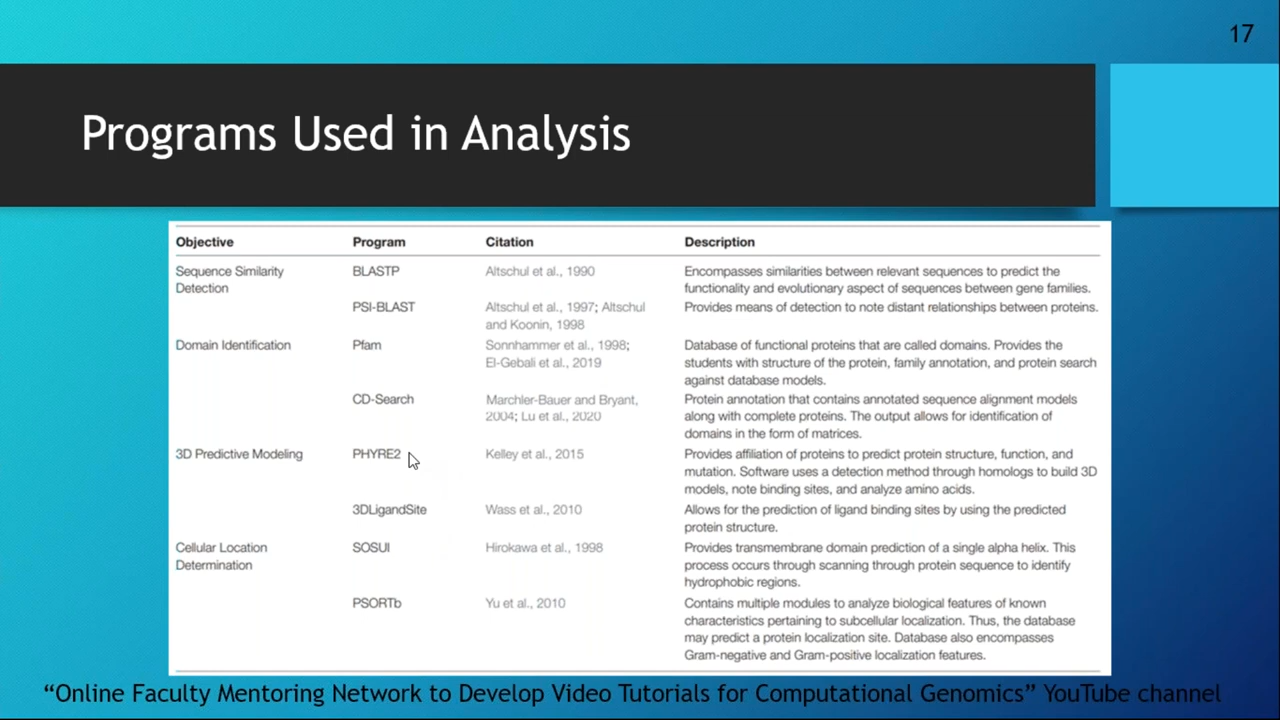 17
Programs Used in Analysis
Objective Program Citation Description
Sequence Similarity Detection BLASTP Altschul et al., 1990 Encompasses similarities between relevant sequences to predict the
functionality and evolutionary aspect of sequences between gene families.
PSI-BLAST Altschul et al., 1997; Altschul and Koonin, 1998 Provides means of detection to note distant relationships between proteins.
Domain Identification Pfam Sonnhammer et al., 1998; El-Gebali et al., 2019 Database of functional proteins that are called domains. Provides the
students with structure of the protein, family annotation, and protein search
against database models.
CD-Search Marchler-Bauer and Bryant, 2004; Lu et al., 2020 Protein annotation that contains annotated sequence alignment models
along with complete proteins. The output allows for identification of
domains in the form of matrices.
3D Predictive Modeling PHYRE2 Kelley et al., 2015 Provides affiliation of proteins to predict protein structure, function, and
mutation. Software uses a detection method through homologs to build 3D
models, note binding sites, and analyze amino acids.
3DLigandSite Wass et al., 2010 Allows for the prediction of ligand binding sites by using the predicted
protein structure.
Cellular Location Determination SOSUI Hirokawa et al., 1998 Provides transmembrane domain prediction of a single alpha helix. This
process occurs through scanning through protein sequence to identify
hydrophobic regions.
PSORTb Yu et al., 2010 Contains multiple modules to analyze biological features of known
characteristics pertaining to subcellular localization. Thus, the database
may predict a protein localization site. Database also encompasses
Gram-negative and Gram-positive localization features.
“Online Faculty Mentoring Network to Develop Video Tutorials for Computational Genomics” YouTube channel